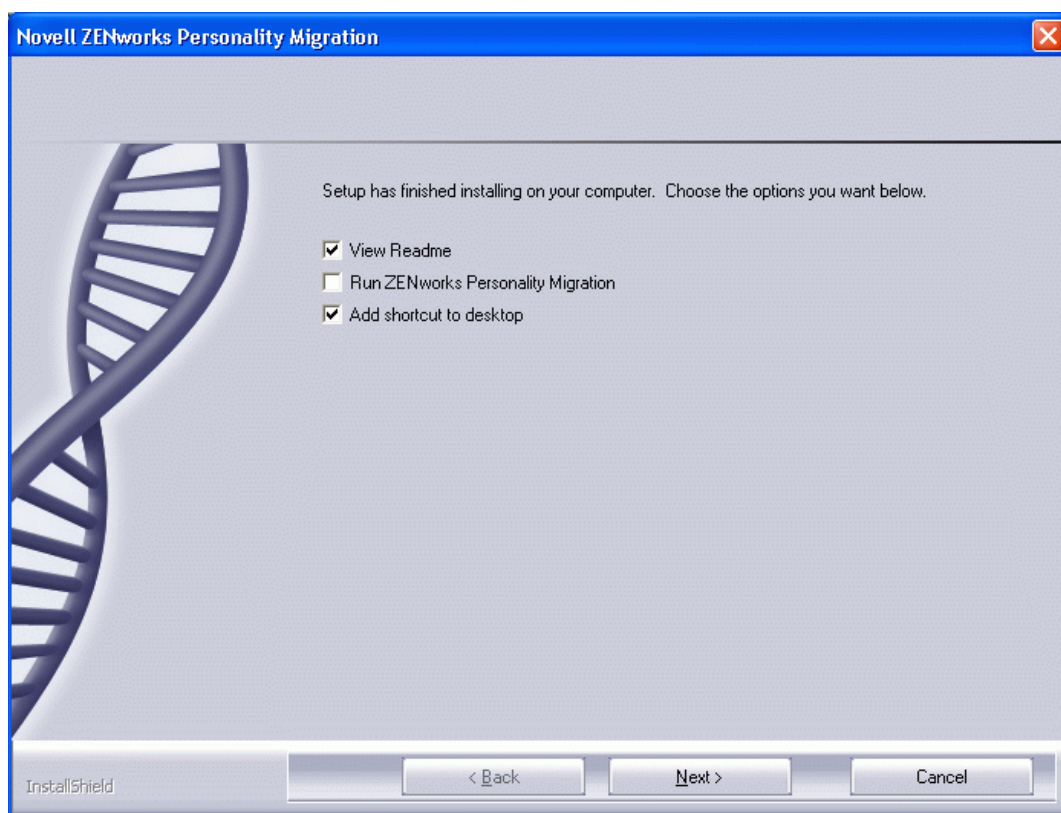 Novell ZENworks Personality Migration
Setup has finished installing on your computer.  Choose the options you want below.
View Readme
Run ZENworks Personality Migration
Add shortcut to desktop
InstallShield
< Back
Next >
Cancel